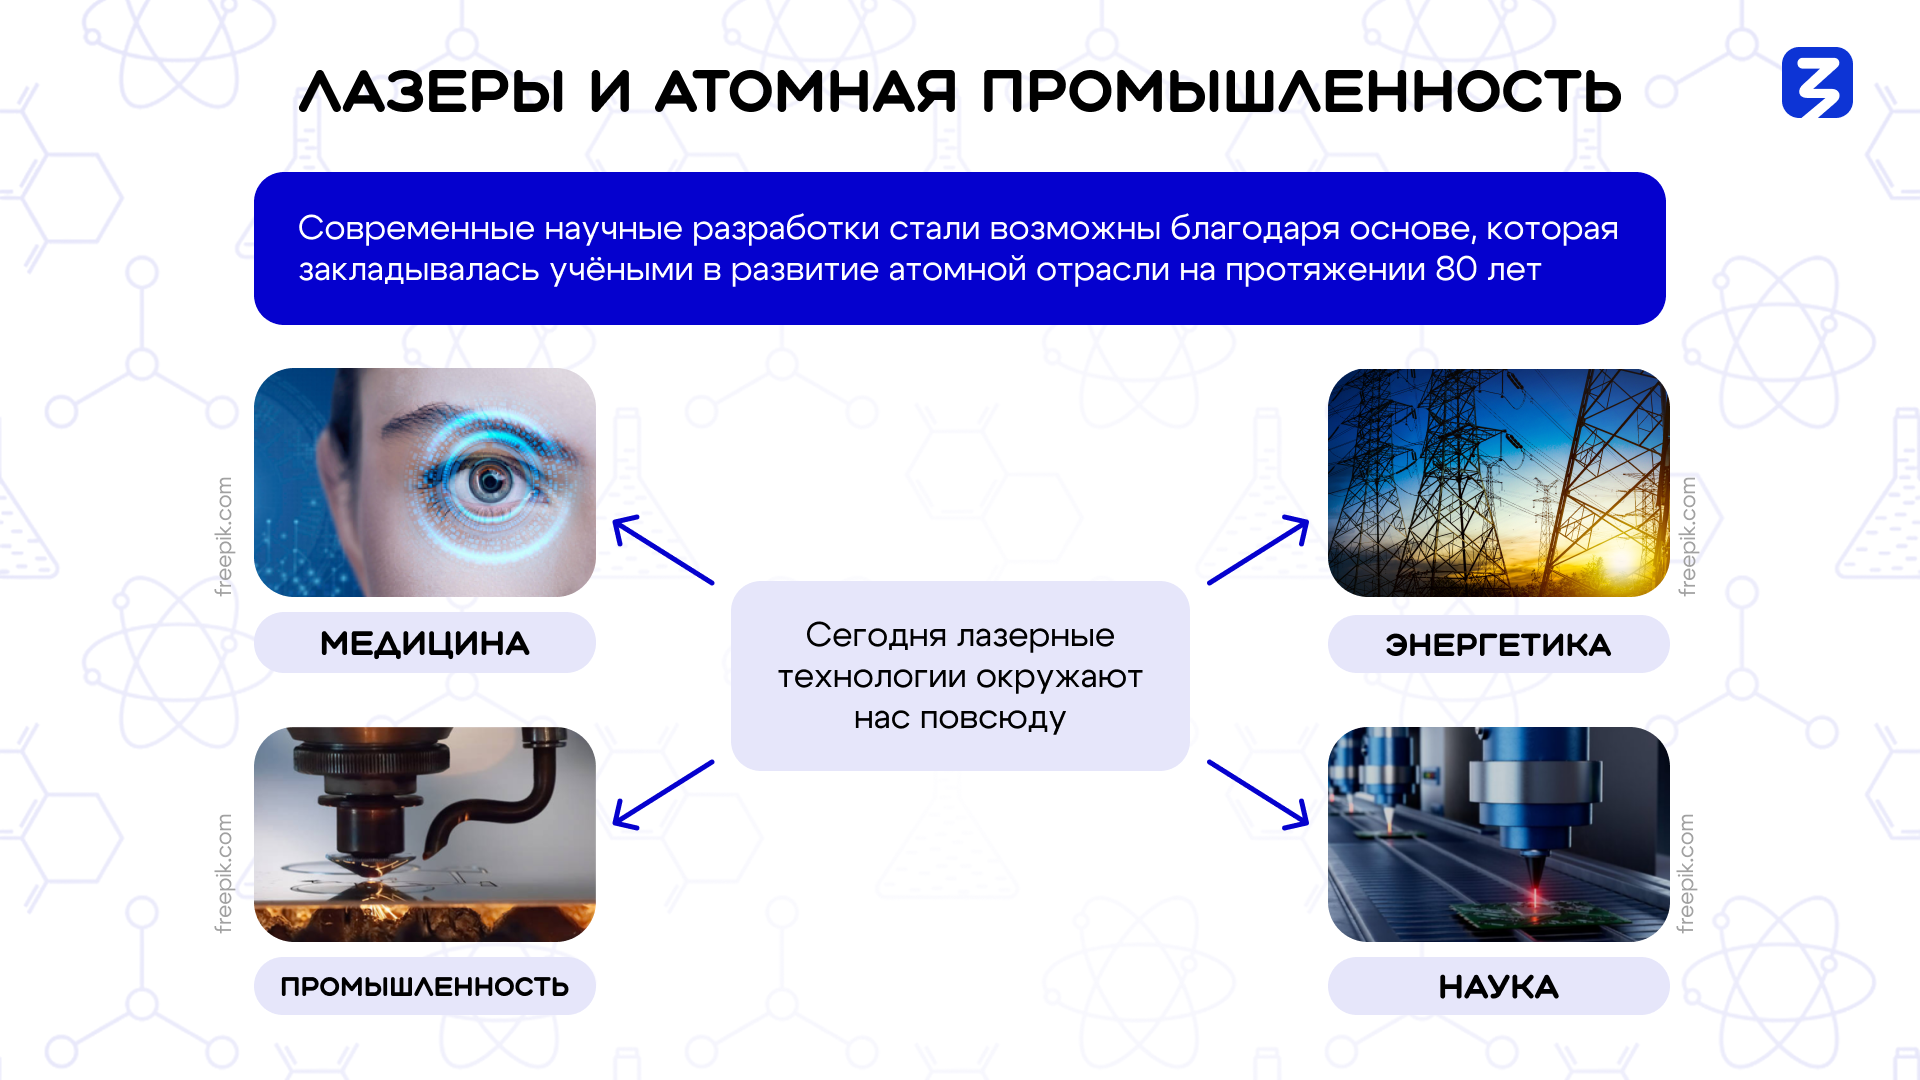 ЛАЗЕРЫ И АТОМНАЯ ПРОМЫШЛЕННОСТЬ
Современные научные разработки стали возможны благодаря основе, которая
закладывалась учёными в развитие атомной отрасли на протяжении 80 лет
freepik.com
freepik.com
МЕДИЦИНА
ЭНЕРГЕТИКА
Сегодня лазерные
технологии окружают
нас повсюду
freepik.com
freepik.com
ПРОМЫШЛЕННОСТЬ
НАУКА